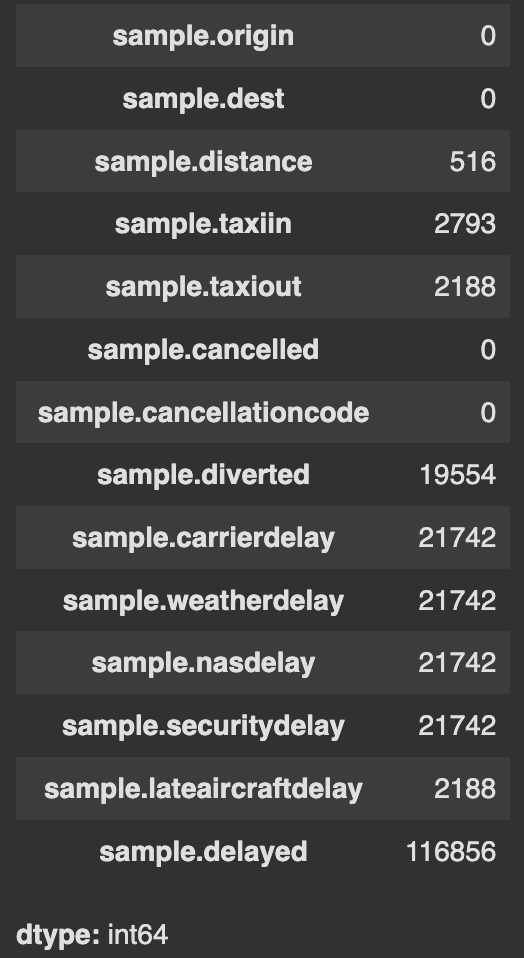 sample.origin 0
sample.dest 0
sample.distance 516
sample.taxiin 2793
sample.taxiout 2188
sample.cancelled 0
sample.cancellationcode 0
sample.diverted 19554
sample.carrierdelay 21742
sample.weatherdelay 21742
sample.nasdelay 21742
sample.securitydelay 21742
sample.lateaircraftdelay 2188
sample.delayed 116856
dtype: int64